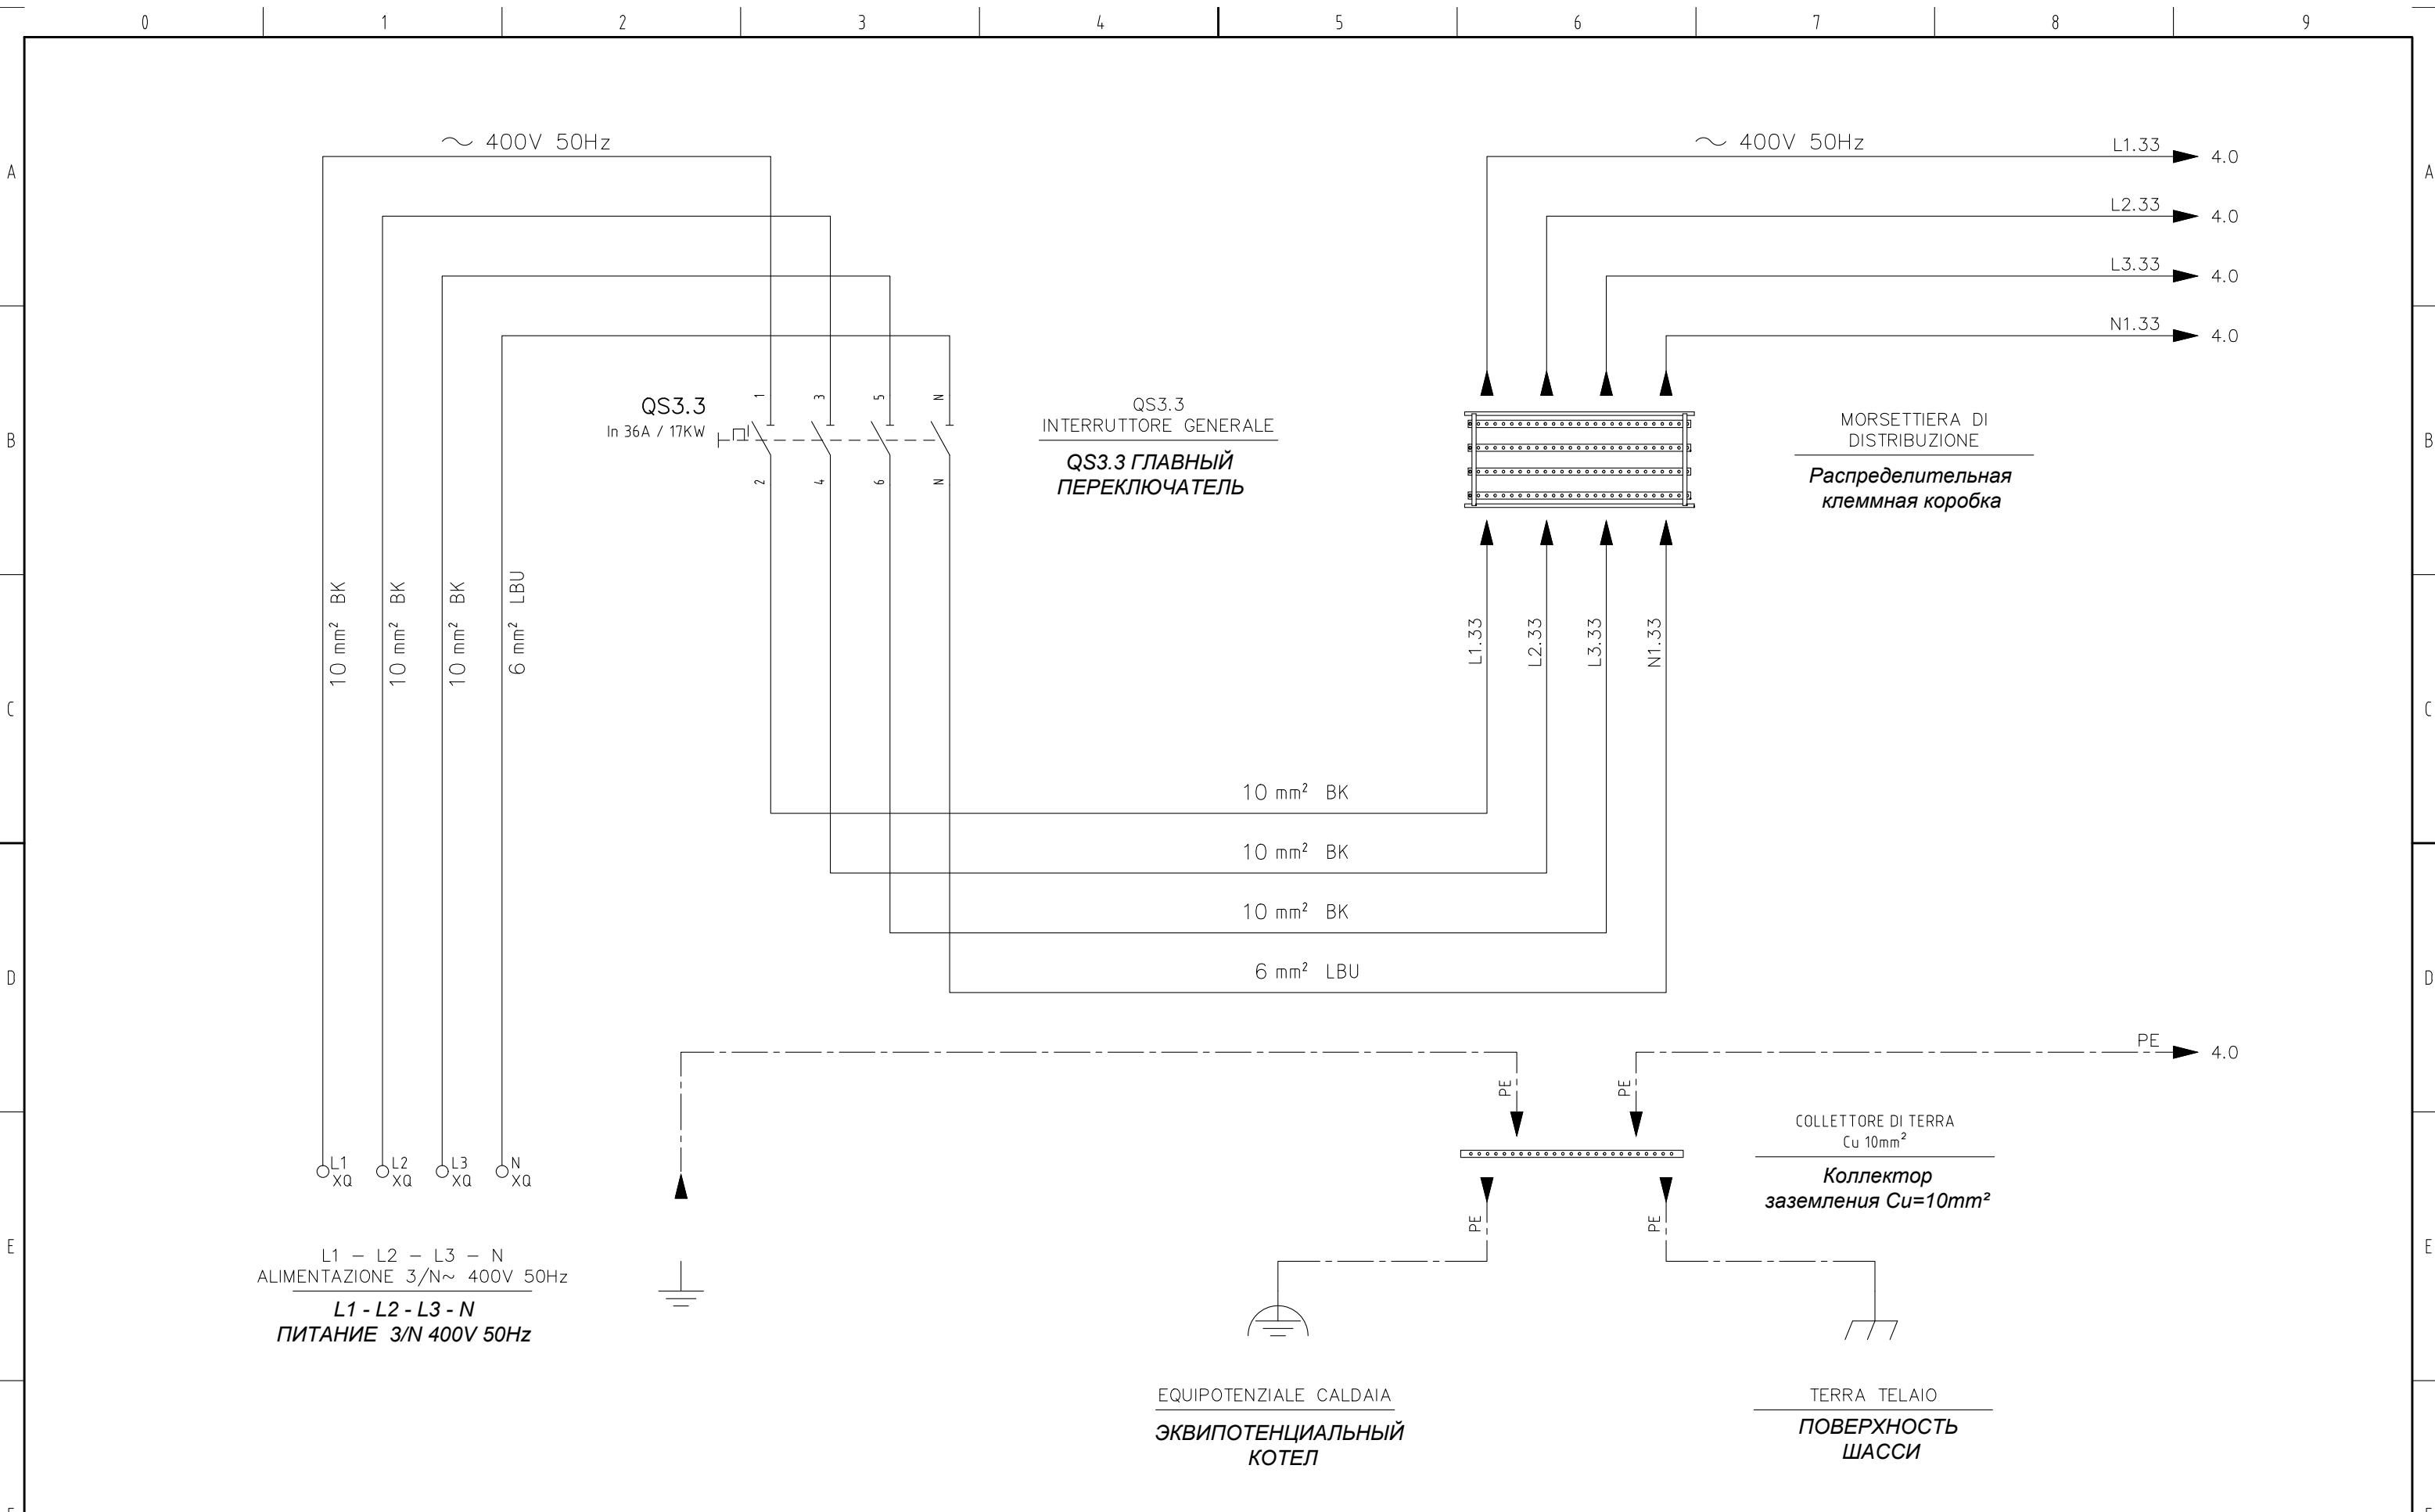 0 1 2 3 4 5 6 7 8 9
A
B
C
D
E
A
B
C
D
E
~ 400V 50Hz
~ 400V 50Hz
L1.33 4.0
L2.33 4.0
L3.33 4.0
N1.33 4.0
QS3.3
In 36A / 17KW
1 3 5 N
2 4 6 N
QS3.3
INTERRUTTORE GENERALE
QS3.3 ГЛАВНЫЙ
ПЕРЕКЛЮЧАТЕЛЬ
MORSETTIERA DI
DISTRIBUZIONE
Распределительная
клеммная коробка
10 mm² BK
10 mm² BK
10 mm² BK
6 mm² LBU
L1.33
L2.33
L3.33
N1.33
10 mm² BK
10 mm² BK
10 mm² BK
6 mm² LBU
PE 4.0
PE
PE
COLLETTORE DI TERRA
Cu 10mm²
Коллектор
заземления Cu=10mm²
PE
PE
L1 L2 L3 N
XQ XQ XQ XQ
L1 - L2 - L3 - N
ALIMENTAZIONE 3/N~ 400V 50Hz
L1 - L2 - L3 - N
ПИТАНИЕ 3/N 400V 50Hz
EQUIPOTENZIALE CALDAIA
ЭКВИПОТЕНЦИАЛЬНЫЙ
КОТЕЛ
TERRA TELAIO
ПОВЕРХНОСТЬ
ШАССИ